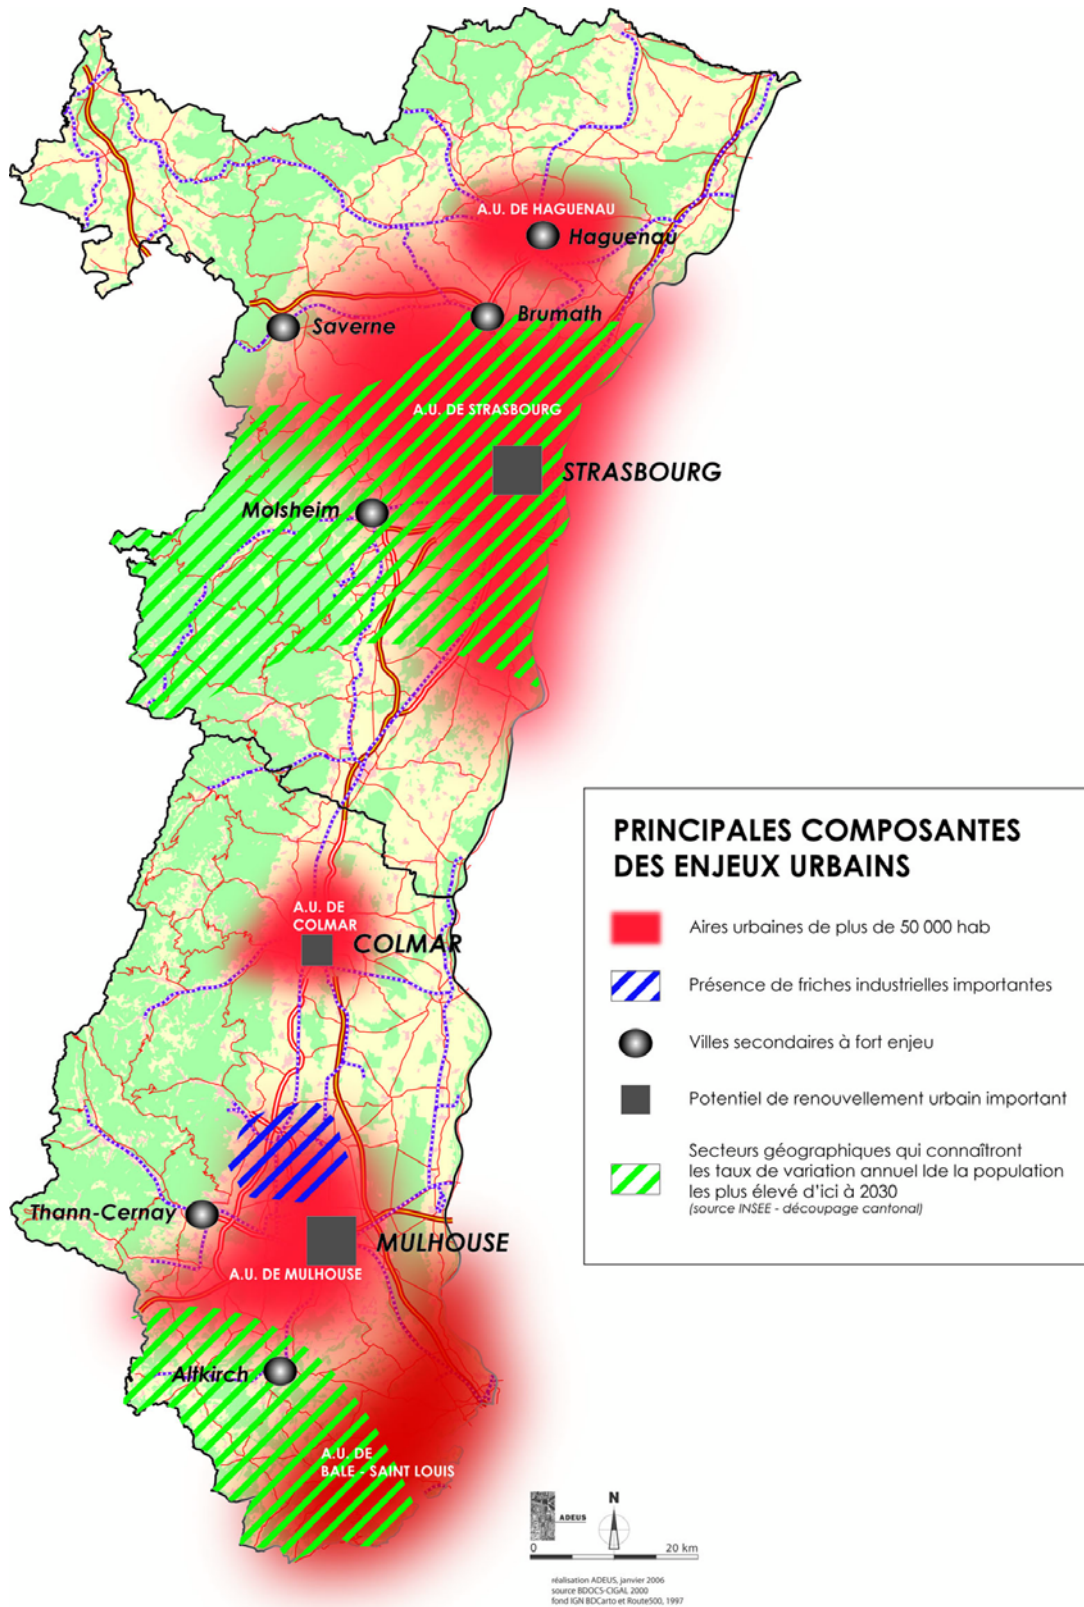 A.U. DE HAGUENAU
Haguenau
Saverne
Brumath
A.U. DE STRASBOURG
STRASBOURG
Molsheim
PRINCIPALES COMPOSANTES
DES ENJEUX URBAINS
Aires urbaines de plus de 50 000 hab
Présence de friches industrielles importantes
Villes secondaires à fort enjeu
Potentiel de renouvellement urbain important
Secteurs géographiques qui connaîtront
les taux de variation annuel lde la population
les plus élevé d'ici à 2030
(source INSEE - découpage cantonal)
A.U. DE
COLMAR
COLMAR
Thann-Cernay
MULHOUSE
A.U. DE MULHOUSE
Altkirch
A.U. DE
BALE - SAINT LOUIS
ADEUS
N
0 20 km
réalisation ADEUS, janvier 2006
source BDOCS-CIGAL 2000
fond IGN BDCarto et Route500, 1997